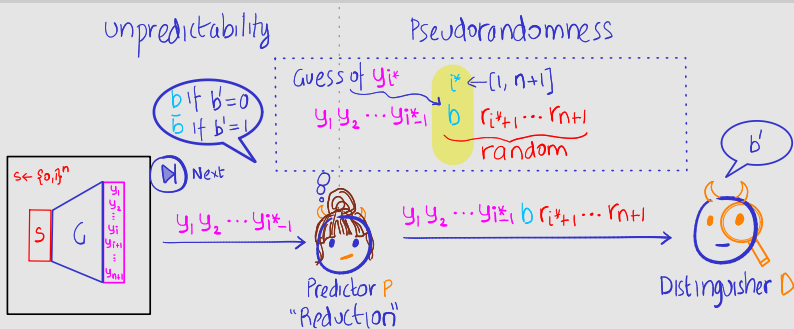 Unpredictability
Pseudorandomness
Guess of yi*
i* ← [1, n+1]
y1 y2 ··· yi*-1 b ri*+1 ··· rn+1
random
b if b'=0
b̄ if b'=1
b'
s ← {0,1}ⁿ
Next
S
G
y1
y2
⋮
yi
yi+1
⋮
yn+1
y1 y2 ··· yi*-1
y1 y2 ··· yi*-1 b ri*+1 ··· rn+1
Predictor P
"Reduction"
Distinguisher D